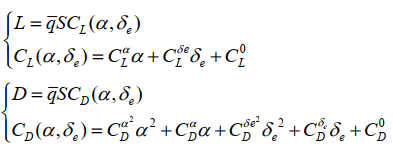 L = q̅SC_L(α,δ_e)
C_L(α,δ_e) = C_L^α α + C_L^{δe} δ_e + C_L^0
D = q̅SC_D(α,δ_e)
C_D(α,δ_e) = C_D^{α²} α² + C_D^α α + C_D^{δe²} δ_e² + C_D^{δ_e} δ_e + C_D^0